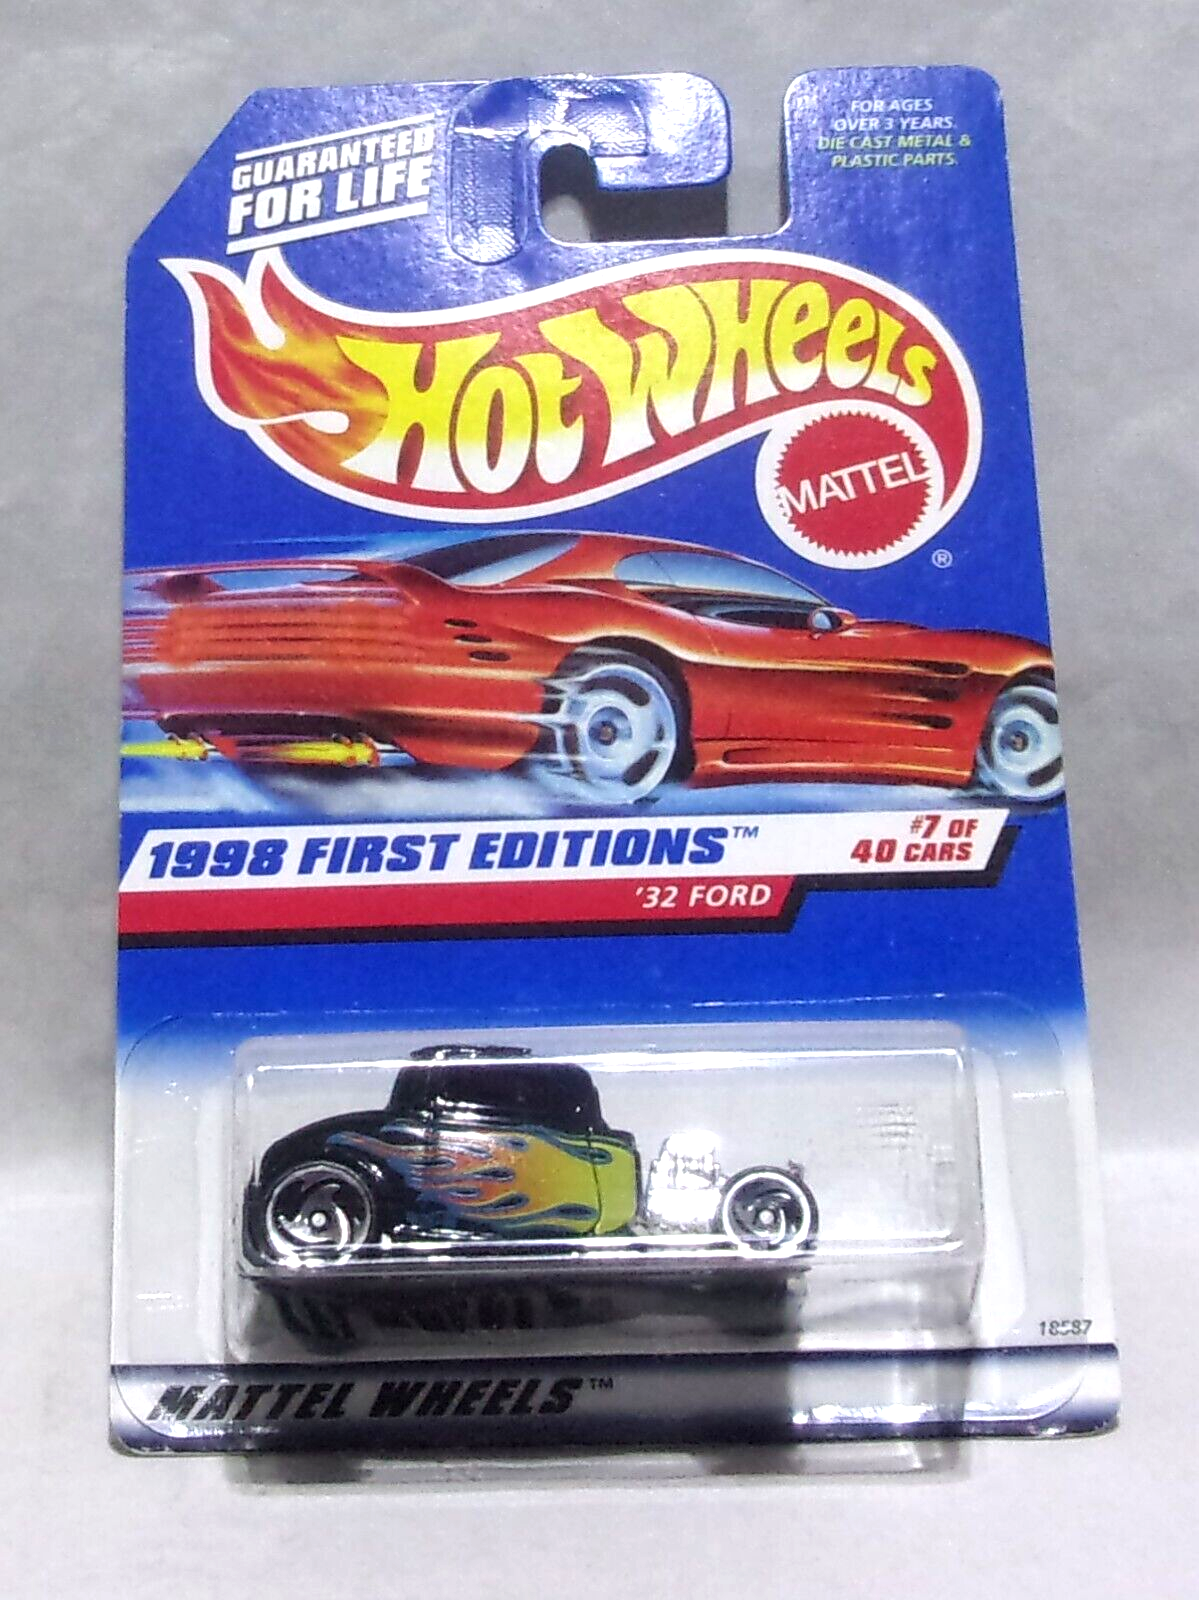 GUARANTEED
FOR LIFE
FOR AGES
OVER 3 YEARS.
DIE CAST METAL &
PLASTIC PARTS.
HOT WHEELS
MATTEL
®
1998 FIRST EDITIONS™
#7 OF
40 CARS
'32 FORD
18587
MATTEL WHEELS™